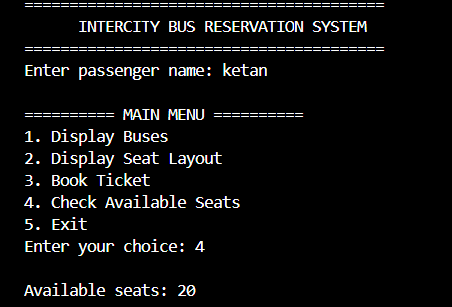 ========================================
INTERCITY BUS RESERVATION SYSTEM
========================================
Enter passenger name: ketan
========== MAIN MENU ==========
1. Display Buses
2. Display Seat Layout
3. Book Ticket
4. Check Available Seats
5. Exit
Enter your choice: 4
Available seats: 20